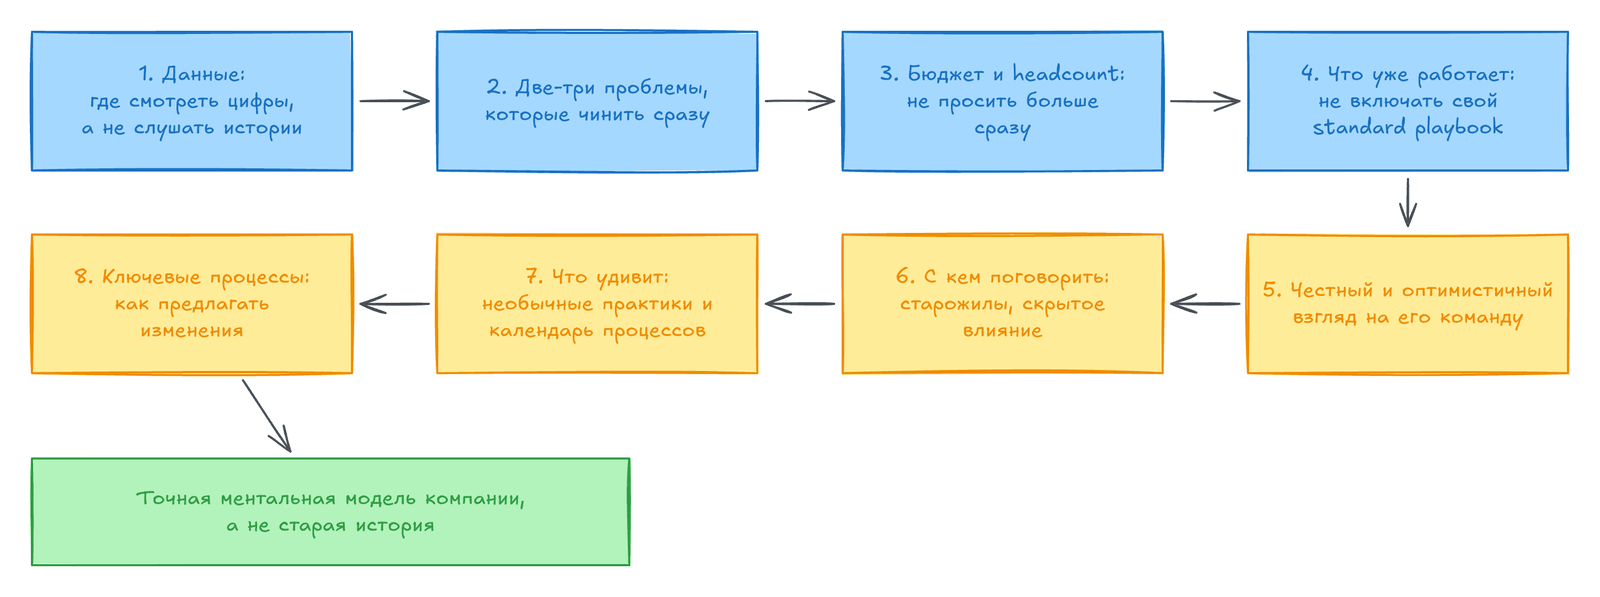 1. Данные:
где смотреть цифры,
а не слушать истории
2. Две-три проблемы,
которые чинить сразу
3. Бюджет и headcount:
не просить больше
сразу
4. Что уже работает:
не включать свой
standard playbook
5. Честный и оптимистичный
взгляд на его команду
6. С кем поговорить:
старожилы, скрытое
влияние
7. Что удивит:
необычные практики и
календарь процессов
8. Ключевые процессы:
как предлагать
изменения
Точная ментальная модель компании,
а не старая история